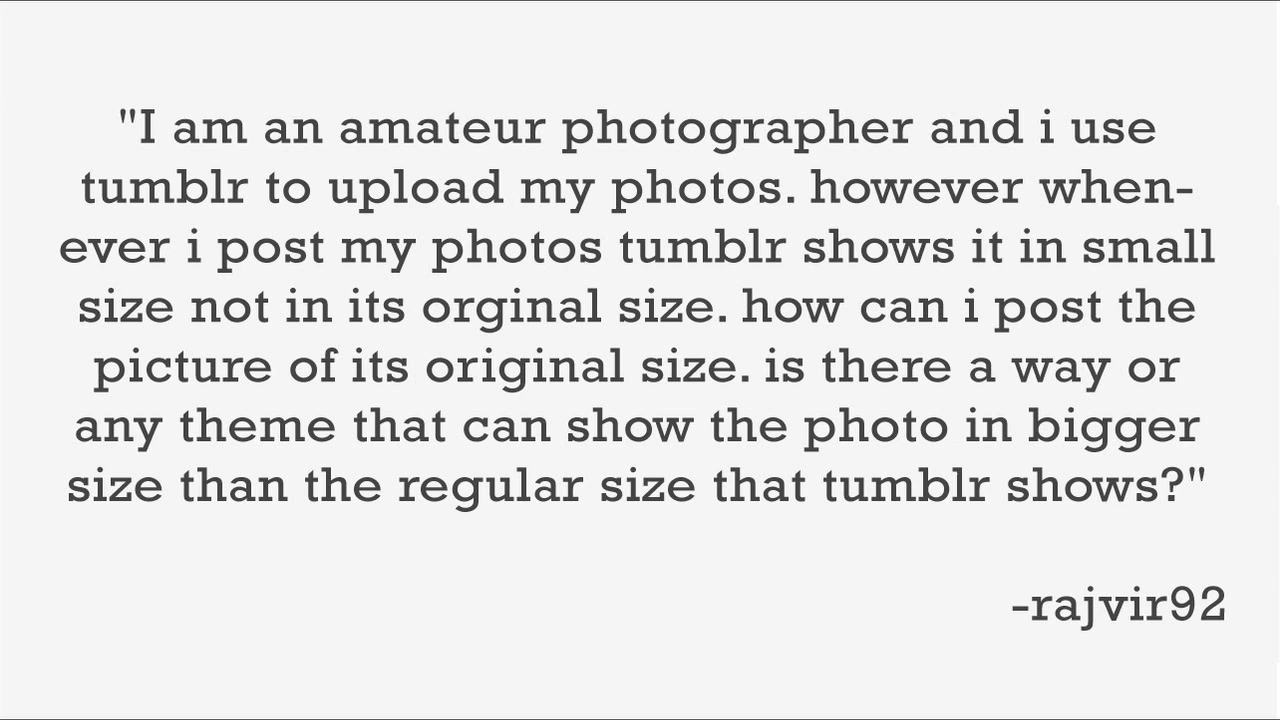 "I am an amateur photographer and i use
tumblr to upload my photos. however when-
ever i post my photos tumblr shows it in small
size not in its orginal size. how can i post the
picture of its original size. is there a way or
any theme that can show the photo in bigger
size than the regular size that tumblr shows?"
-rajvir92